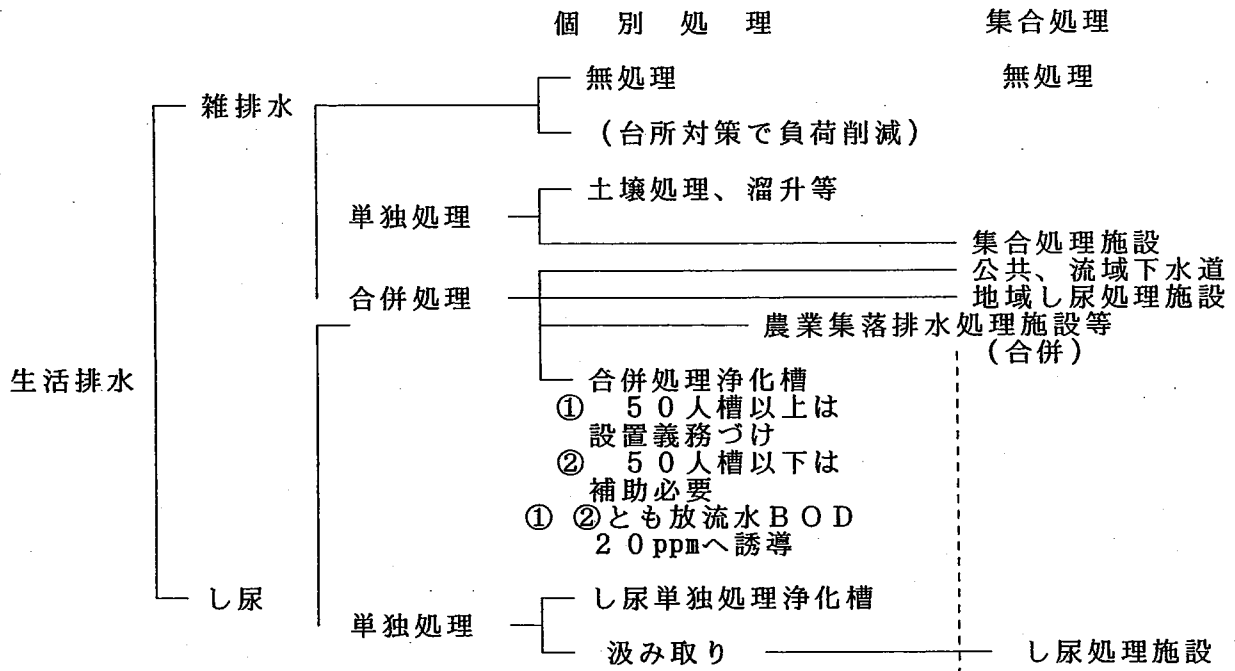 個別処理 集合処理
無処理 無処理
雑排水
(台所対策で負荷削減)
土壌処理、溜升等
単独処理
集合処理施設
公共、流域下水道
合併処理 地域し尿処理施設
農業集落排水処理施設等
(合併)
生活排水
合併処理浄化槽
① 50人槽以上は
設置義務づけ
② 50人槽以下は
補助必要
① ②とも放流水BOD
20ppmへ誘導
し尿 し尿単独処理浄化槽
単独処理
汲み取り し尿処理施設